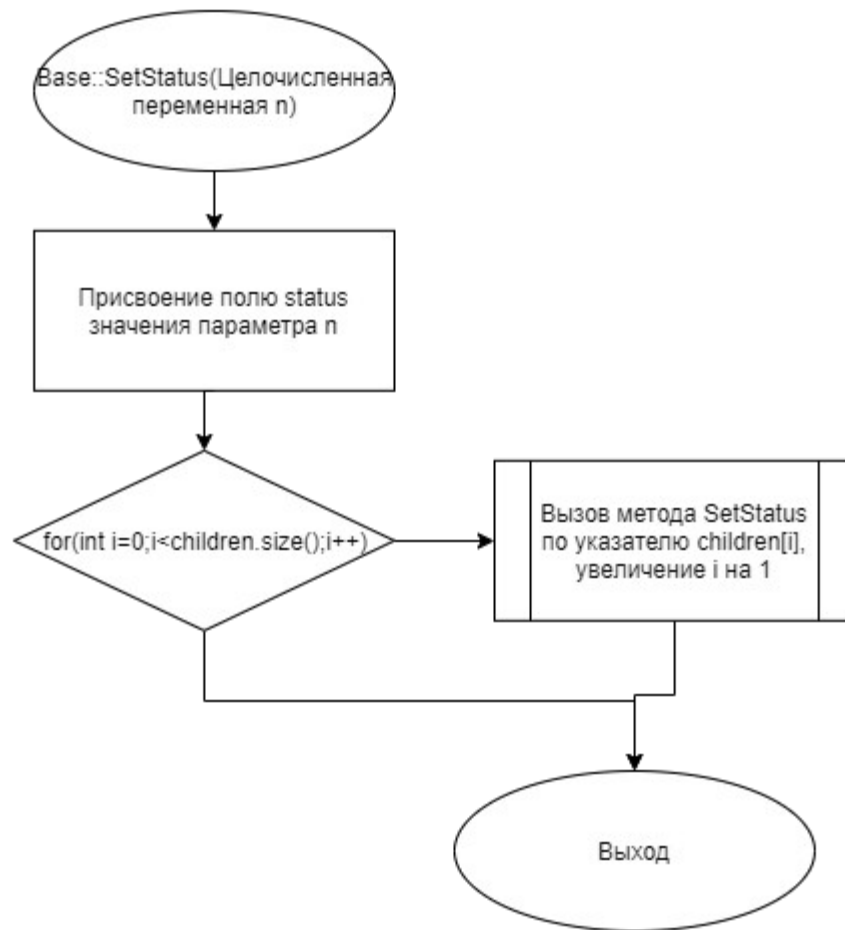 Base::SetStatus(Целочисленная
переменная n)
Присвоение полю status
значения параметра n
for(int i=0;i<children.size();i++)
Вызов метода SetStatus
по указателю children[i],
увеличение i на 1
Выход